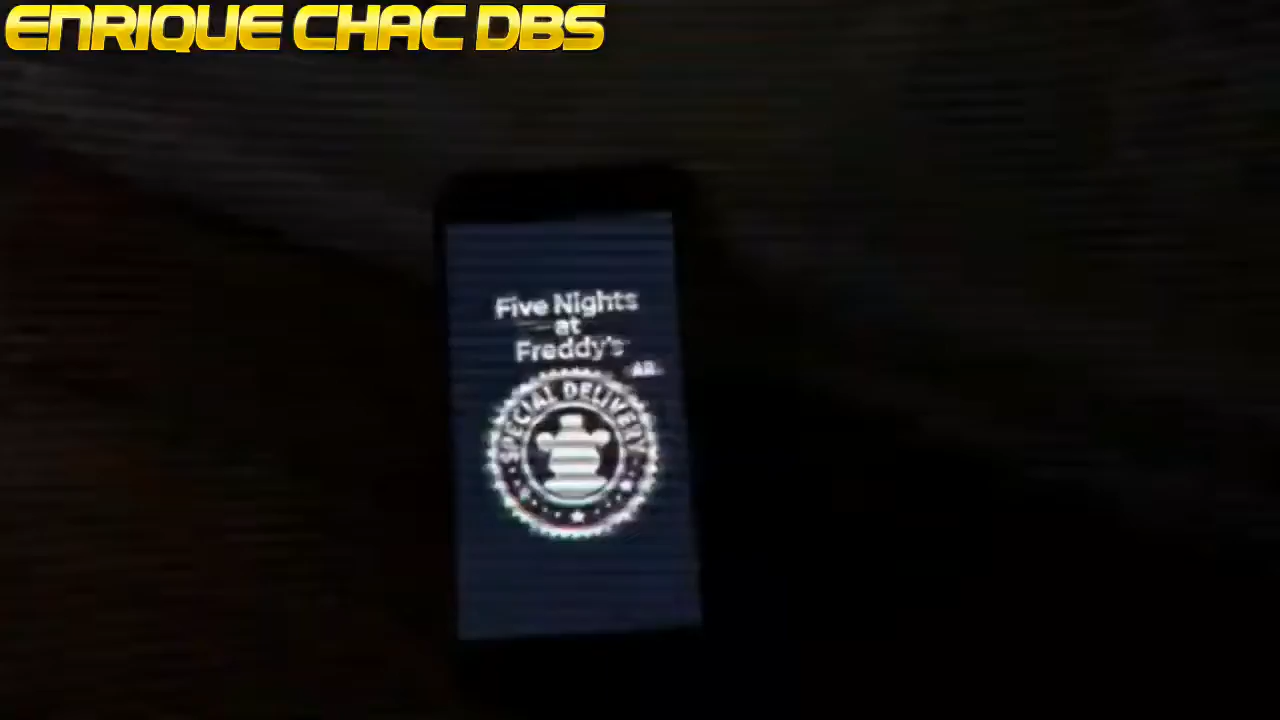 ENRIQUE CHAC DBS
Five Nights
at
Freddy's
AR
SPECIAL DELIVERY